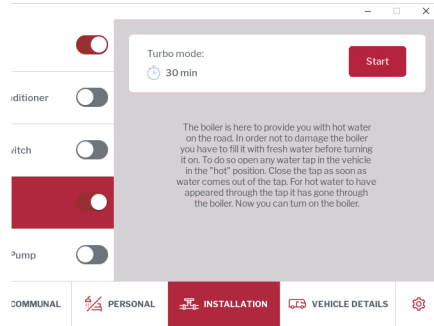 Turbo mode:
30 min
Start
ditioner
witch
Pump
The boiler is here to provide you with hot water
on the road. In order not to damage the boiler
you have to fill it with fresh water before turning
it on. To do so open any water tap in the vehicle
in the "hot" position. Close the tap as soon as
water comes out of the tap. For hot water to have
appeared through the tap it has gone through
the boiler. Now you can turn on the boiler.
COMMUNAL
PERSONAL
INSTALLATION
VEHICLE DETAILS